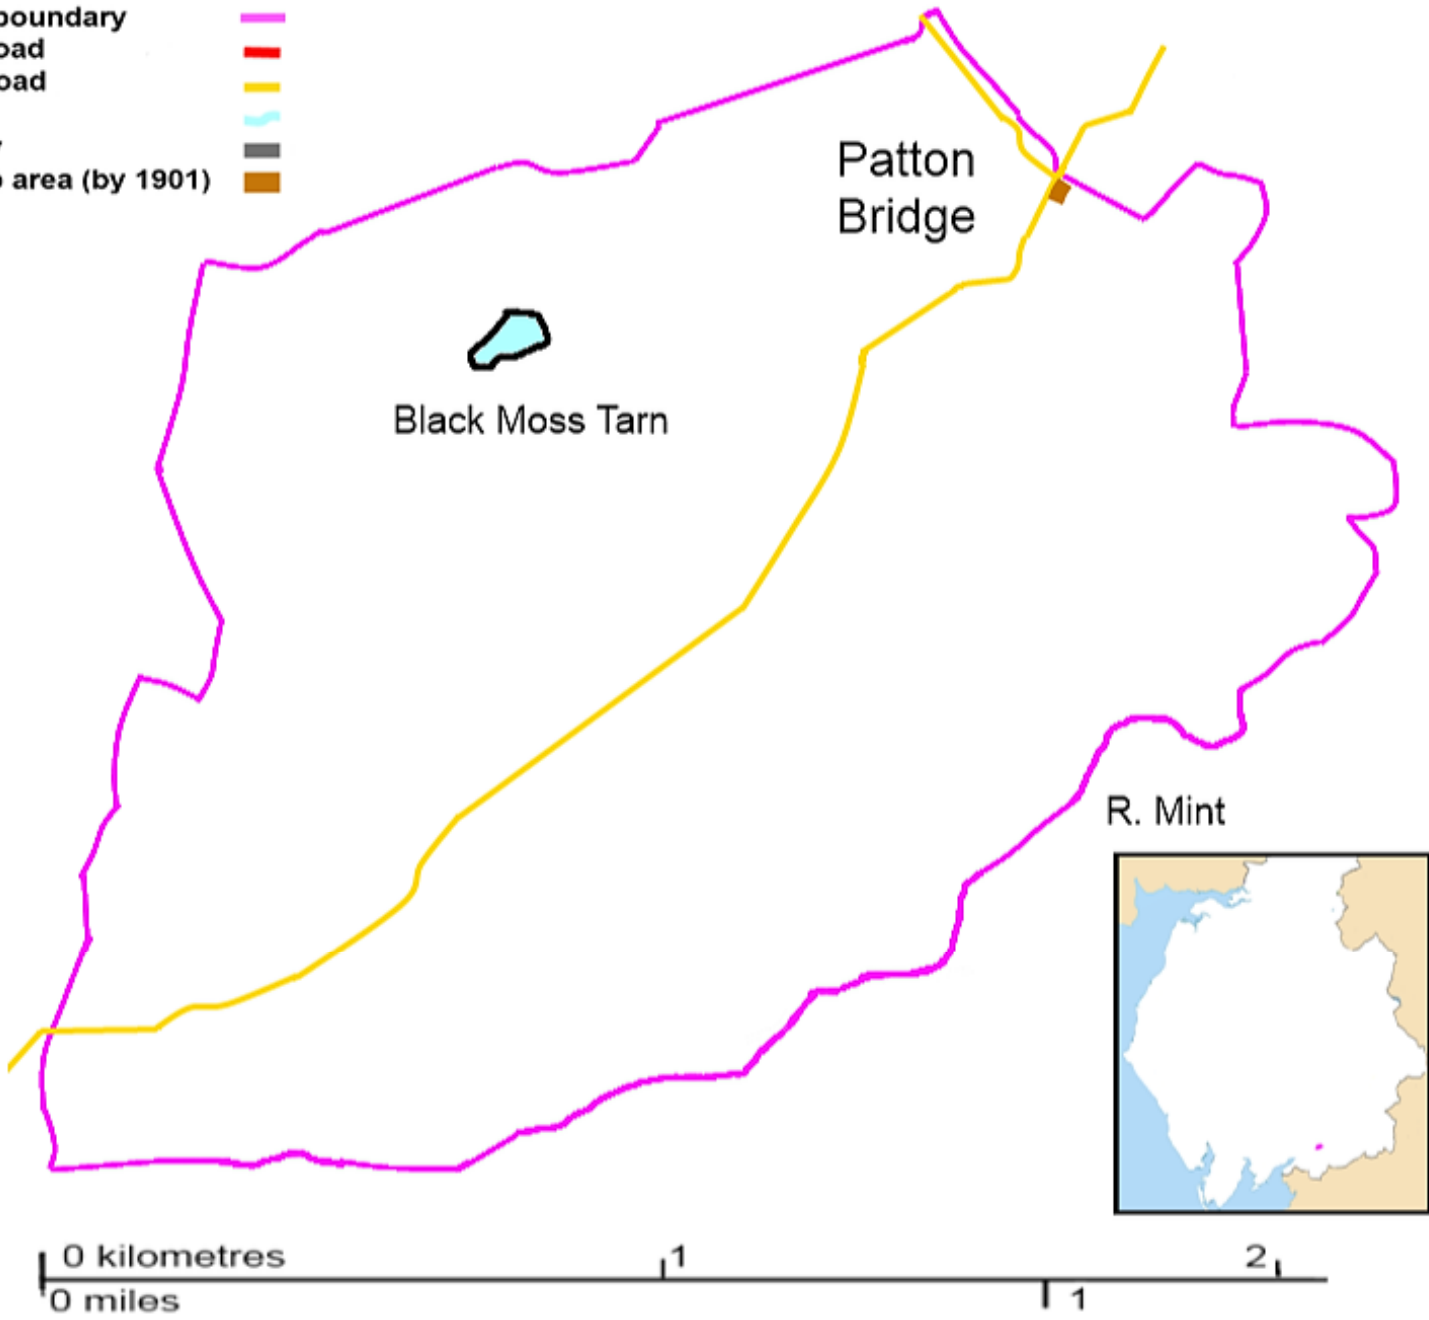 boundary
oad
oad
area (by 1901)
Patton
Bridge
Black Moss Tarn
R. Mint
0 kilometres 1 2
0 miles 1